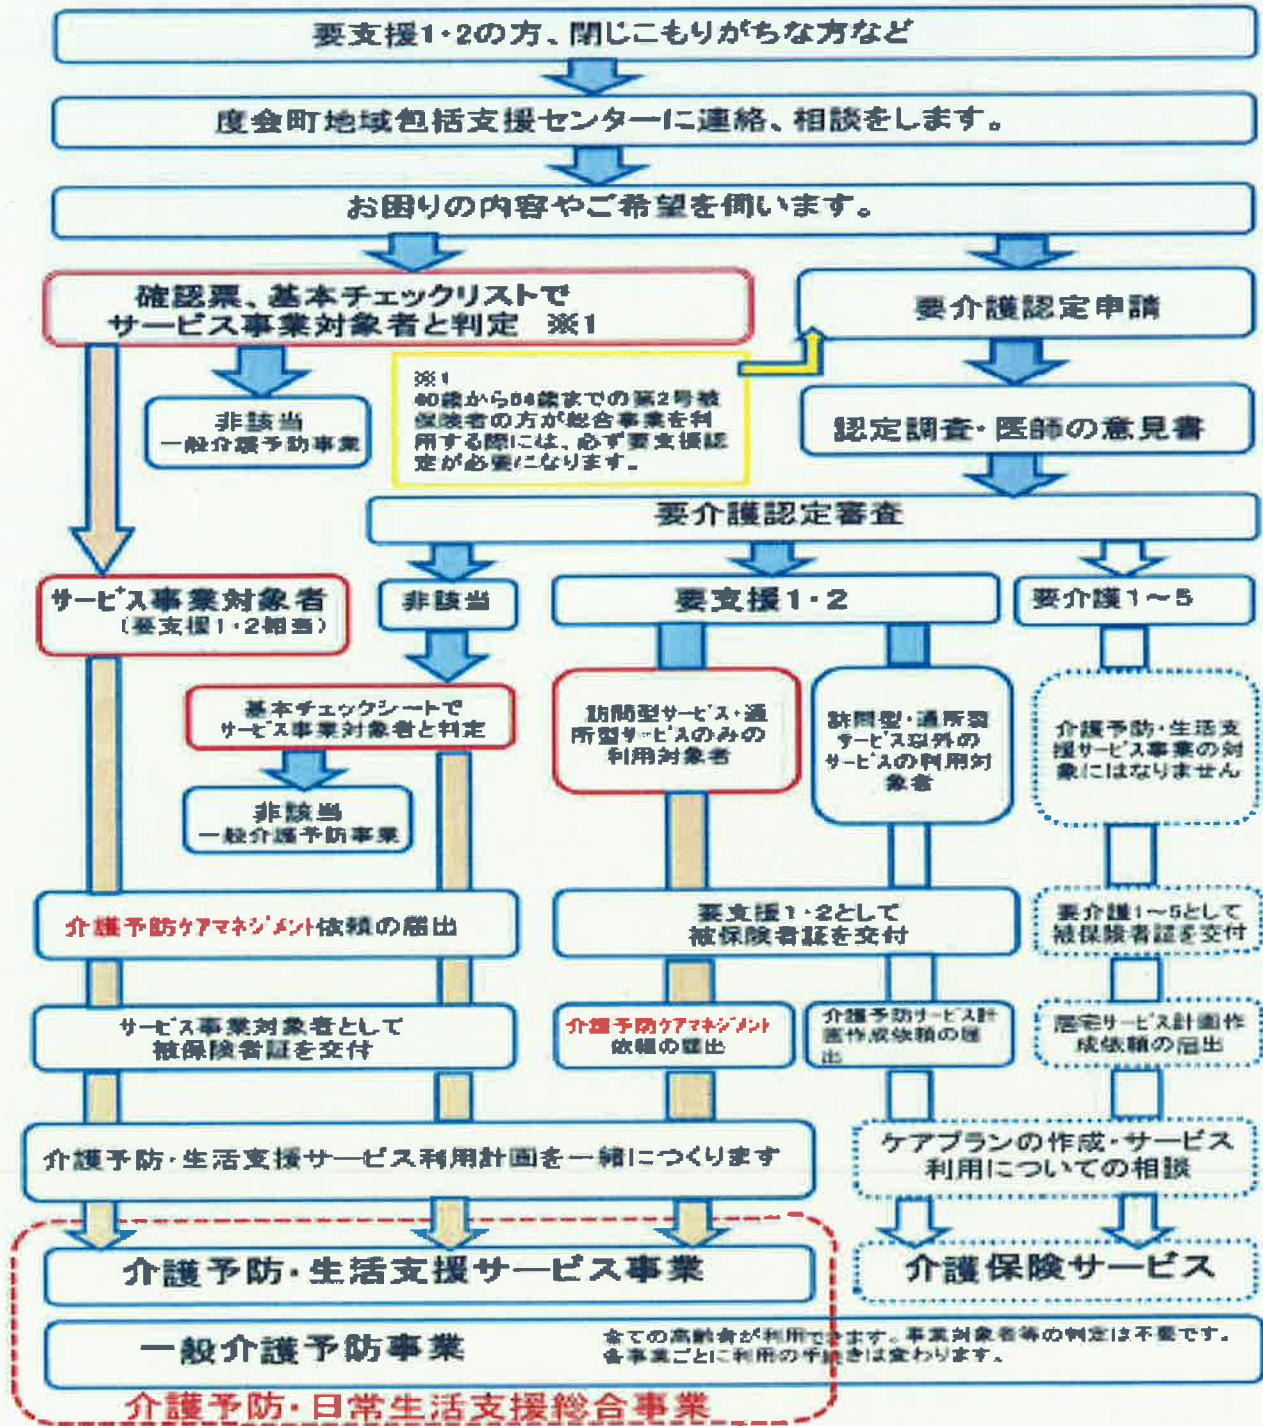 要支援1・2の方、閉じこもりがちな方など
度会町地域包括支援センターに連絡、相談をします。
お困りの内容やご希望を伺います。
確認票、基本チェックリストで
サービス事業対象者と判定 ※1
要介護認定申請
※1
40歳から64歳までの第2号被
保険者の方が総合事業を利
用する際には、必ず要支援認
定が必要になります。
非該当
一般介護予防事業
認定調査・医師の意見書
要介護認定審査
サービス事業対象者
(要支援1・2相当)
非該当
要支援1・2
要介護1～5
基本チェックシートで
サービス事業対象者と判定
訪問型サービス・通
所型サービスのみの
利用対象者
訪問型・通所型
サービス以外の
サービスの利用対
象者
介護予防・生活支
援サービス事業の対
象にはなりません
非該当
一般介護予防事業
介護予防ケアマネジメント依頼の届出
要支援1・2として
被保険者証を交付
要介護1～5として
被保険者証を交付
サービス事業対象者として
被保険者証を交付
介護予防ケアマネジメント
依頼の届出
介護予防サービス計
画作成依頼の届
出
居宅サービス計画作
成依頼の届出
介護予防・生活支援サービス利用計画を一緒につくります
ケアプランの作成・サービス
利用についての相談
介護予防・生活支援サービス事業
介護保険サービス
一般介護予防事業
全ての高齢者が利用できます。事業対象者等の判定は不要です。
各事業ごとに利用の手続きは変わります。
介護予防・日常生活支援総合事業